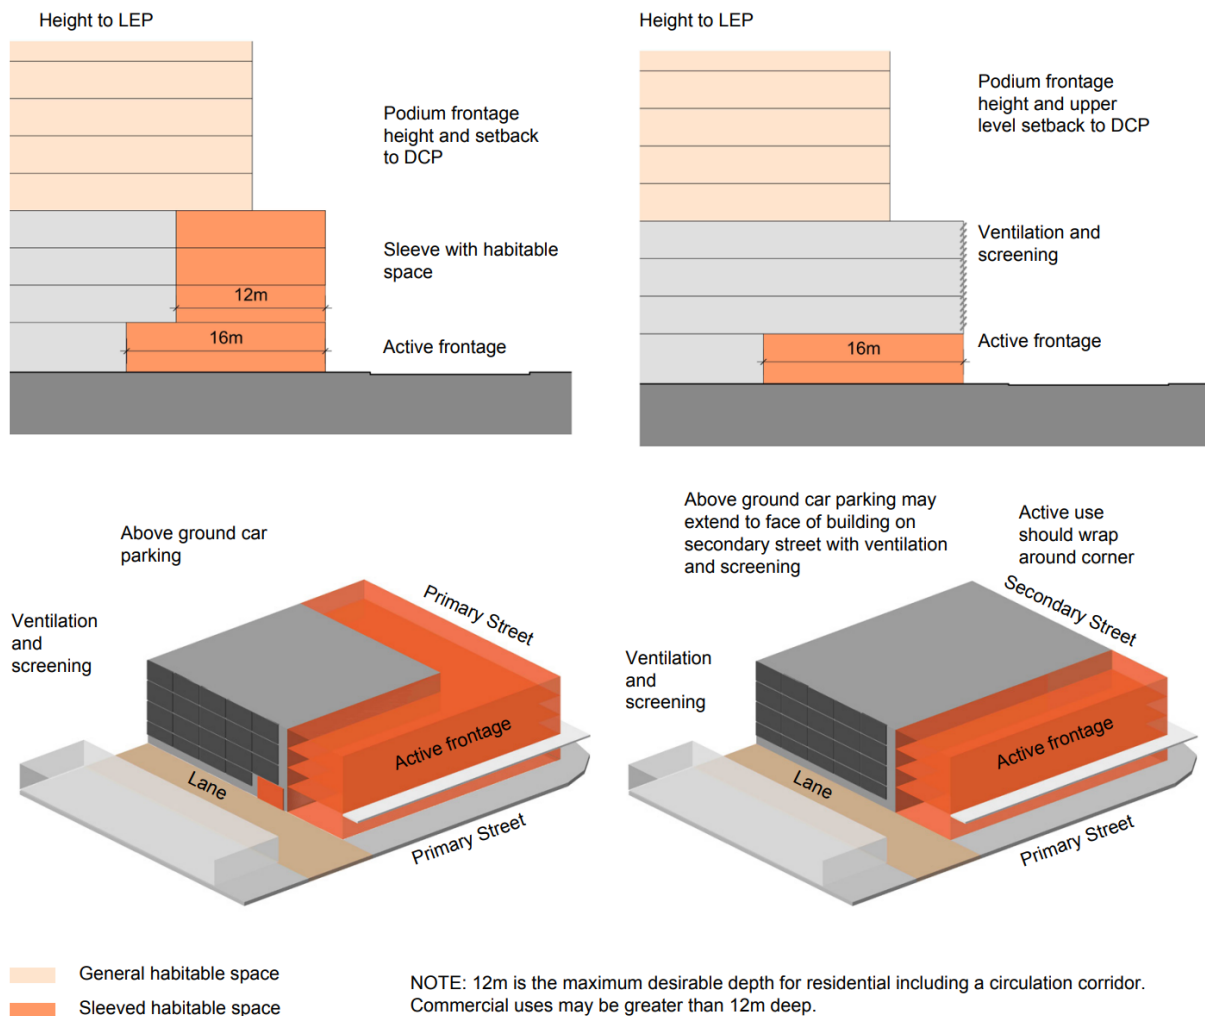 Height to LEP
Podium frontage
height and setback
to DCP
Sleeve with habitable
space
12m
16m
Active frontage
Height to LEP
Podium frontage
height and upper
level setback to DCP
Ventilation and
screening
16m
Active frontage
Above ground car
parking
Ventilation
and
screening
Primary Street
Active frontage
Lane
Primary Street
Above ground car parking may
extend to face of building on
secondary street with ventilation
and screening
Active use
should wrap
around corner
Ventilation
and
screening
Secondary Street
Active frontage
Lane
Primary Street
General habitable space
Sleeved habitable space
NOTE: 12m is the maximum desirable depth for residential including a circulation corridor.
Commercial uses may be greater than 12m deep.